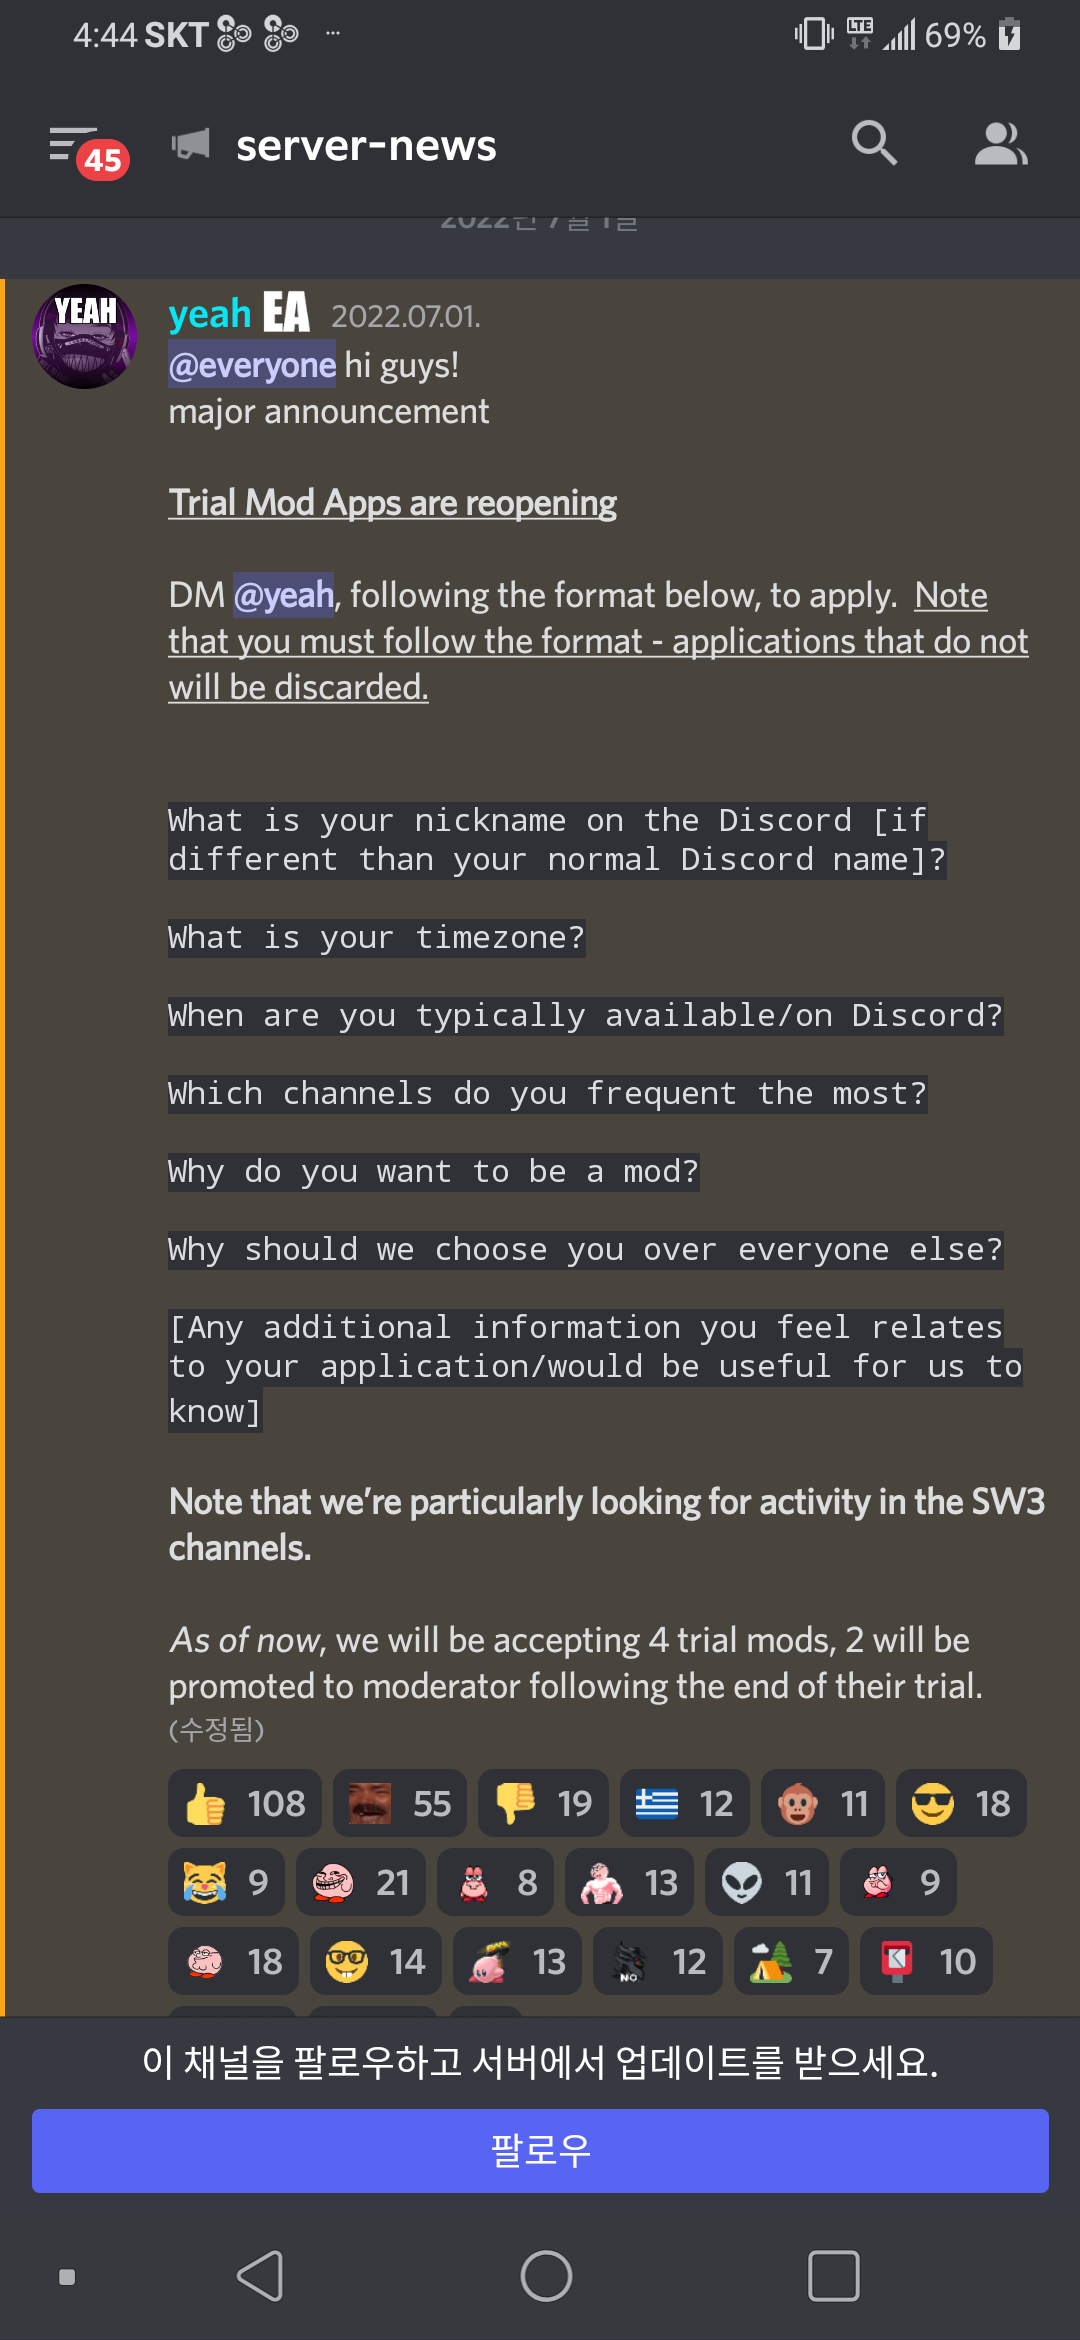 4:44 SKT ··· LTE 69%
45 server-news
2022년 7월 1일
YEAH
yeah EA 2022.07.01.
@everyone hi guys!
major announcement
Trial Mod Apps are reopening
DM @yeah, following the format below, to apply. Note
that you must follow the format - applications that do not
will be discarded.
What is your nickname on the Discord [if
different than your normal Discord name]?
What is your timezone?
When are you typically available/on Discord?
Which channels do you frequent the most?
Why do you want to be a mod?
Why should we choose you over everyone else?
[Any additional information you feel relates
to your application/would be useful for us to
know]
Note that we’re particularly looking for activity in the SW3
channels.
As of now, we will be accepting 4 trial mods, 2 will be
promoted to moderator following the end of their trial.
(수정됨)
108 55 19 12 11 18
9 21 8 13 11 9
18 14 13 NO 12 7 K 10
이 채널을 팔로우하고 서버에서 업데이트를 받으세요.
팔로우